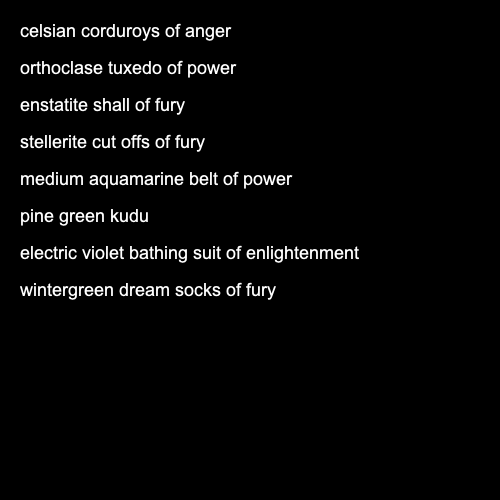 celsian corduroys of anger
orthoclase tuxedo of power
enstatite shall of fury
stellerite cut offs of fury
medium aquamarine belt of power
pine green kudu
electric violet bathing suit of enlightenment
wintergreen dream socks of fury